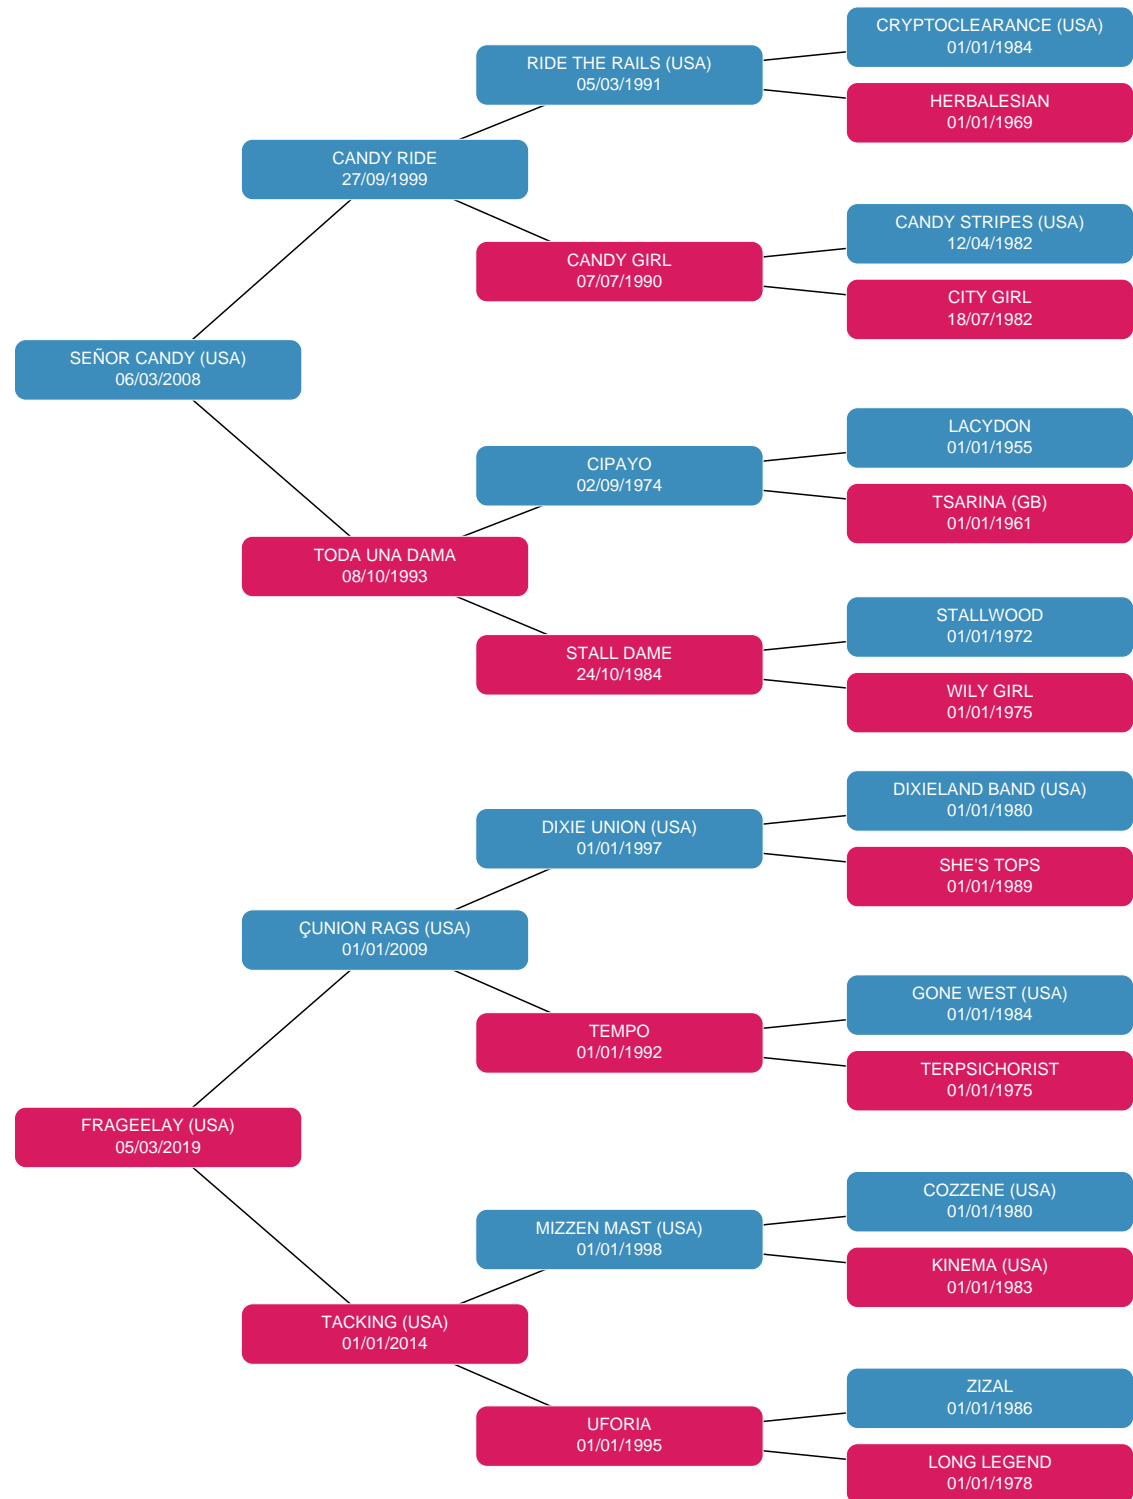 CRYPTOCLEARANCE (USA)
01/01/1984
RIDE THE RAILS (USA)
05/03/1991
HERBALESIAN
01/01/1969
CANDY RIDE
27/09/1999
CANDY STRIPES (USA)
12/04/1982
CANDY GIRL
07/07/1990
CITY GIRL
18/07/1982
SEÑOR CANDY (USA)
06/03/2008
LACYDON
01/01/1955
CIPAYO
02/09/1974
TSARINA (GB)
01/01/1961
TODA UNA DAMA
08/10/1993
STALLWOOD
01/01/1972
STALL DAME
24/10/1984
WILY GIRL
01/01/1975
DIXIELAND BAND (USA)
01/01/1980
DIXIE UNION (USA)
01/01/1997
SHE'S TOPS
01/01/1989
ÇUNION RAGS (USA)
01/01/2009
GONE WEST (USA)
01/01/1984
TEMPO
01/01/1992
TERPSICHORIST
01/01/1975
FRAGEELAY (USA)
05/03/2019
COZZENE (USA)
01/01/1980
MIZZEN MAST (USA)
01/01/1998
KINEMA (USA)
01/01/1983
TACKING (USA)
01/01/2014
ZIZAL
01/01/1986
UFORIA
01/01/1995
LONG LEGEND
01/01/1978